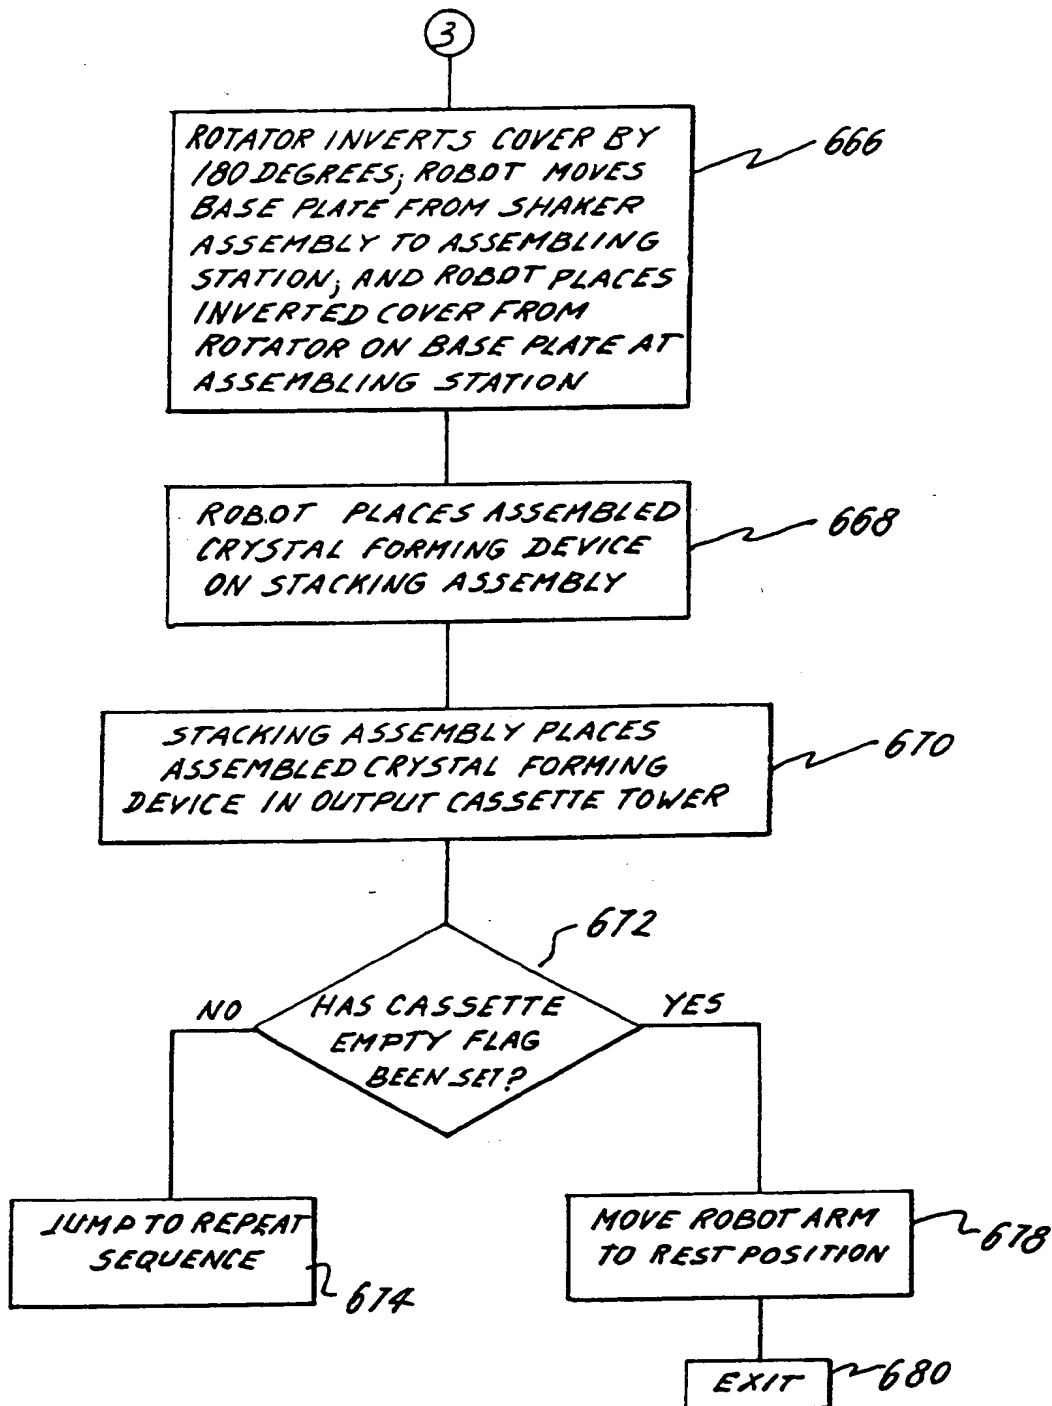 3
ROTATOR INVERTS COVER BY
180 DEGREES; ROBOT MOVES
BASE PLATE FROM SHAKER
ASSEMBLY TO ASSEMBLING
STATION; AND ROBOT PLACES
INVERTED COVER FROM
ROTATOR ON BASE PLATE AT
ASSEMBLING STATION
666
ROBOT PLACES ASSEMBLED
CRYSTAL FORMING DEVICE
ON STACKING ASSEMBLY
668
STACKING ASSEMBLY PLACES
ASSEMBLED CRYSTAL FORMING
DEVICE IN OUTPUT CASSETTE TOWER
670
672
HAS CASSETTE
EMPTY FLAG
BEEN SET?
NO
YES
JUMP TO REPEAT
SEQUENCE
674
MOVE ROBOT ARM
TO REST POSITION
678
EXIT
680